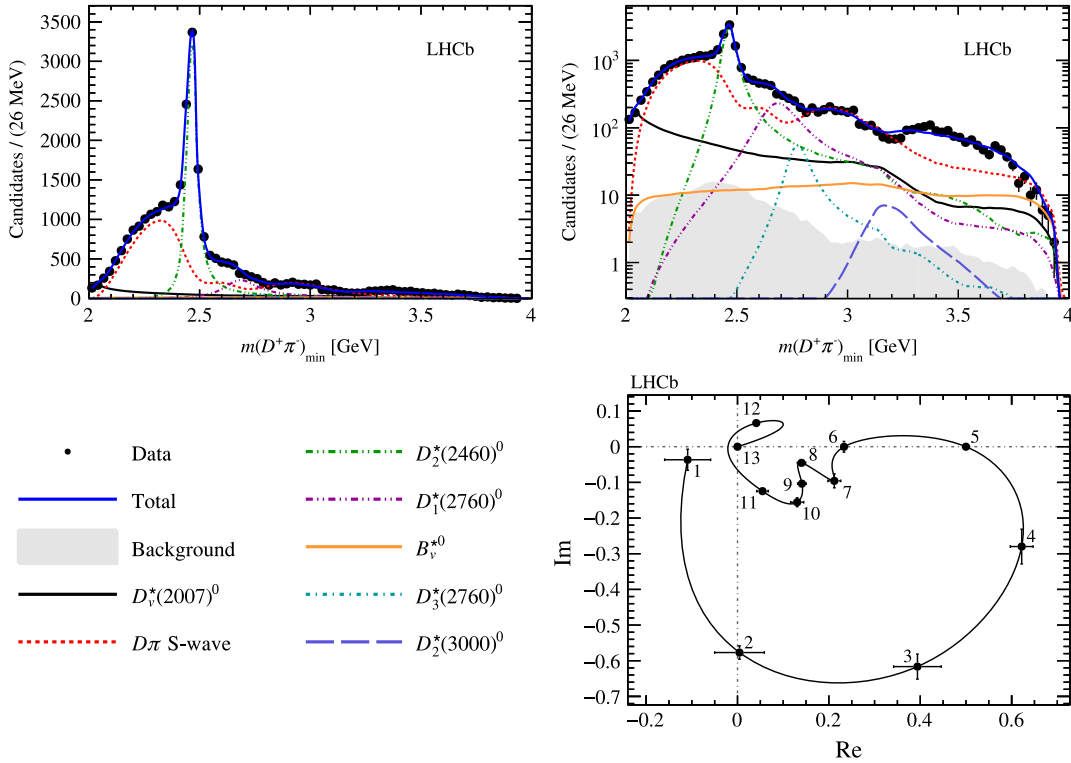 3500
3000
2500
2000
1500
1000
500
0
Candidates / (26 MeV)
LHCb
2 2.5 3 3.5 4
m(D⁺π⁻)min [GeV]
10³
10²
10
1
Candidates / (26 MeV)
LHCb
2 2.5 3 3.5 4
m(D⁺π⁻)min [GeV]
Data
Total
Background
D*ᵥ(2007)⁰
Dπ S-wave
D*₂(2460)⁰
D*₁(2760)⁰
B*ᵥ⁰
D*₃(2760)⁰
D*₂(3000)⁰
LHCb
0.1
0
−0.1
−0.2
−0.3
−0.4
−0.5
−0.6
−0.7
Im
12
13
6
5
8
1
7
9
11
10
4
2
3
−0.2 0 0.2 0.4 0.6
Re